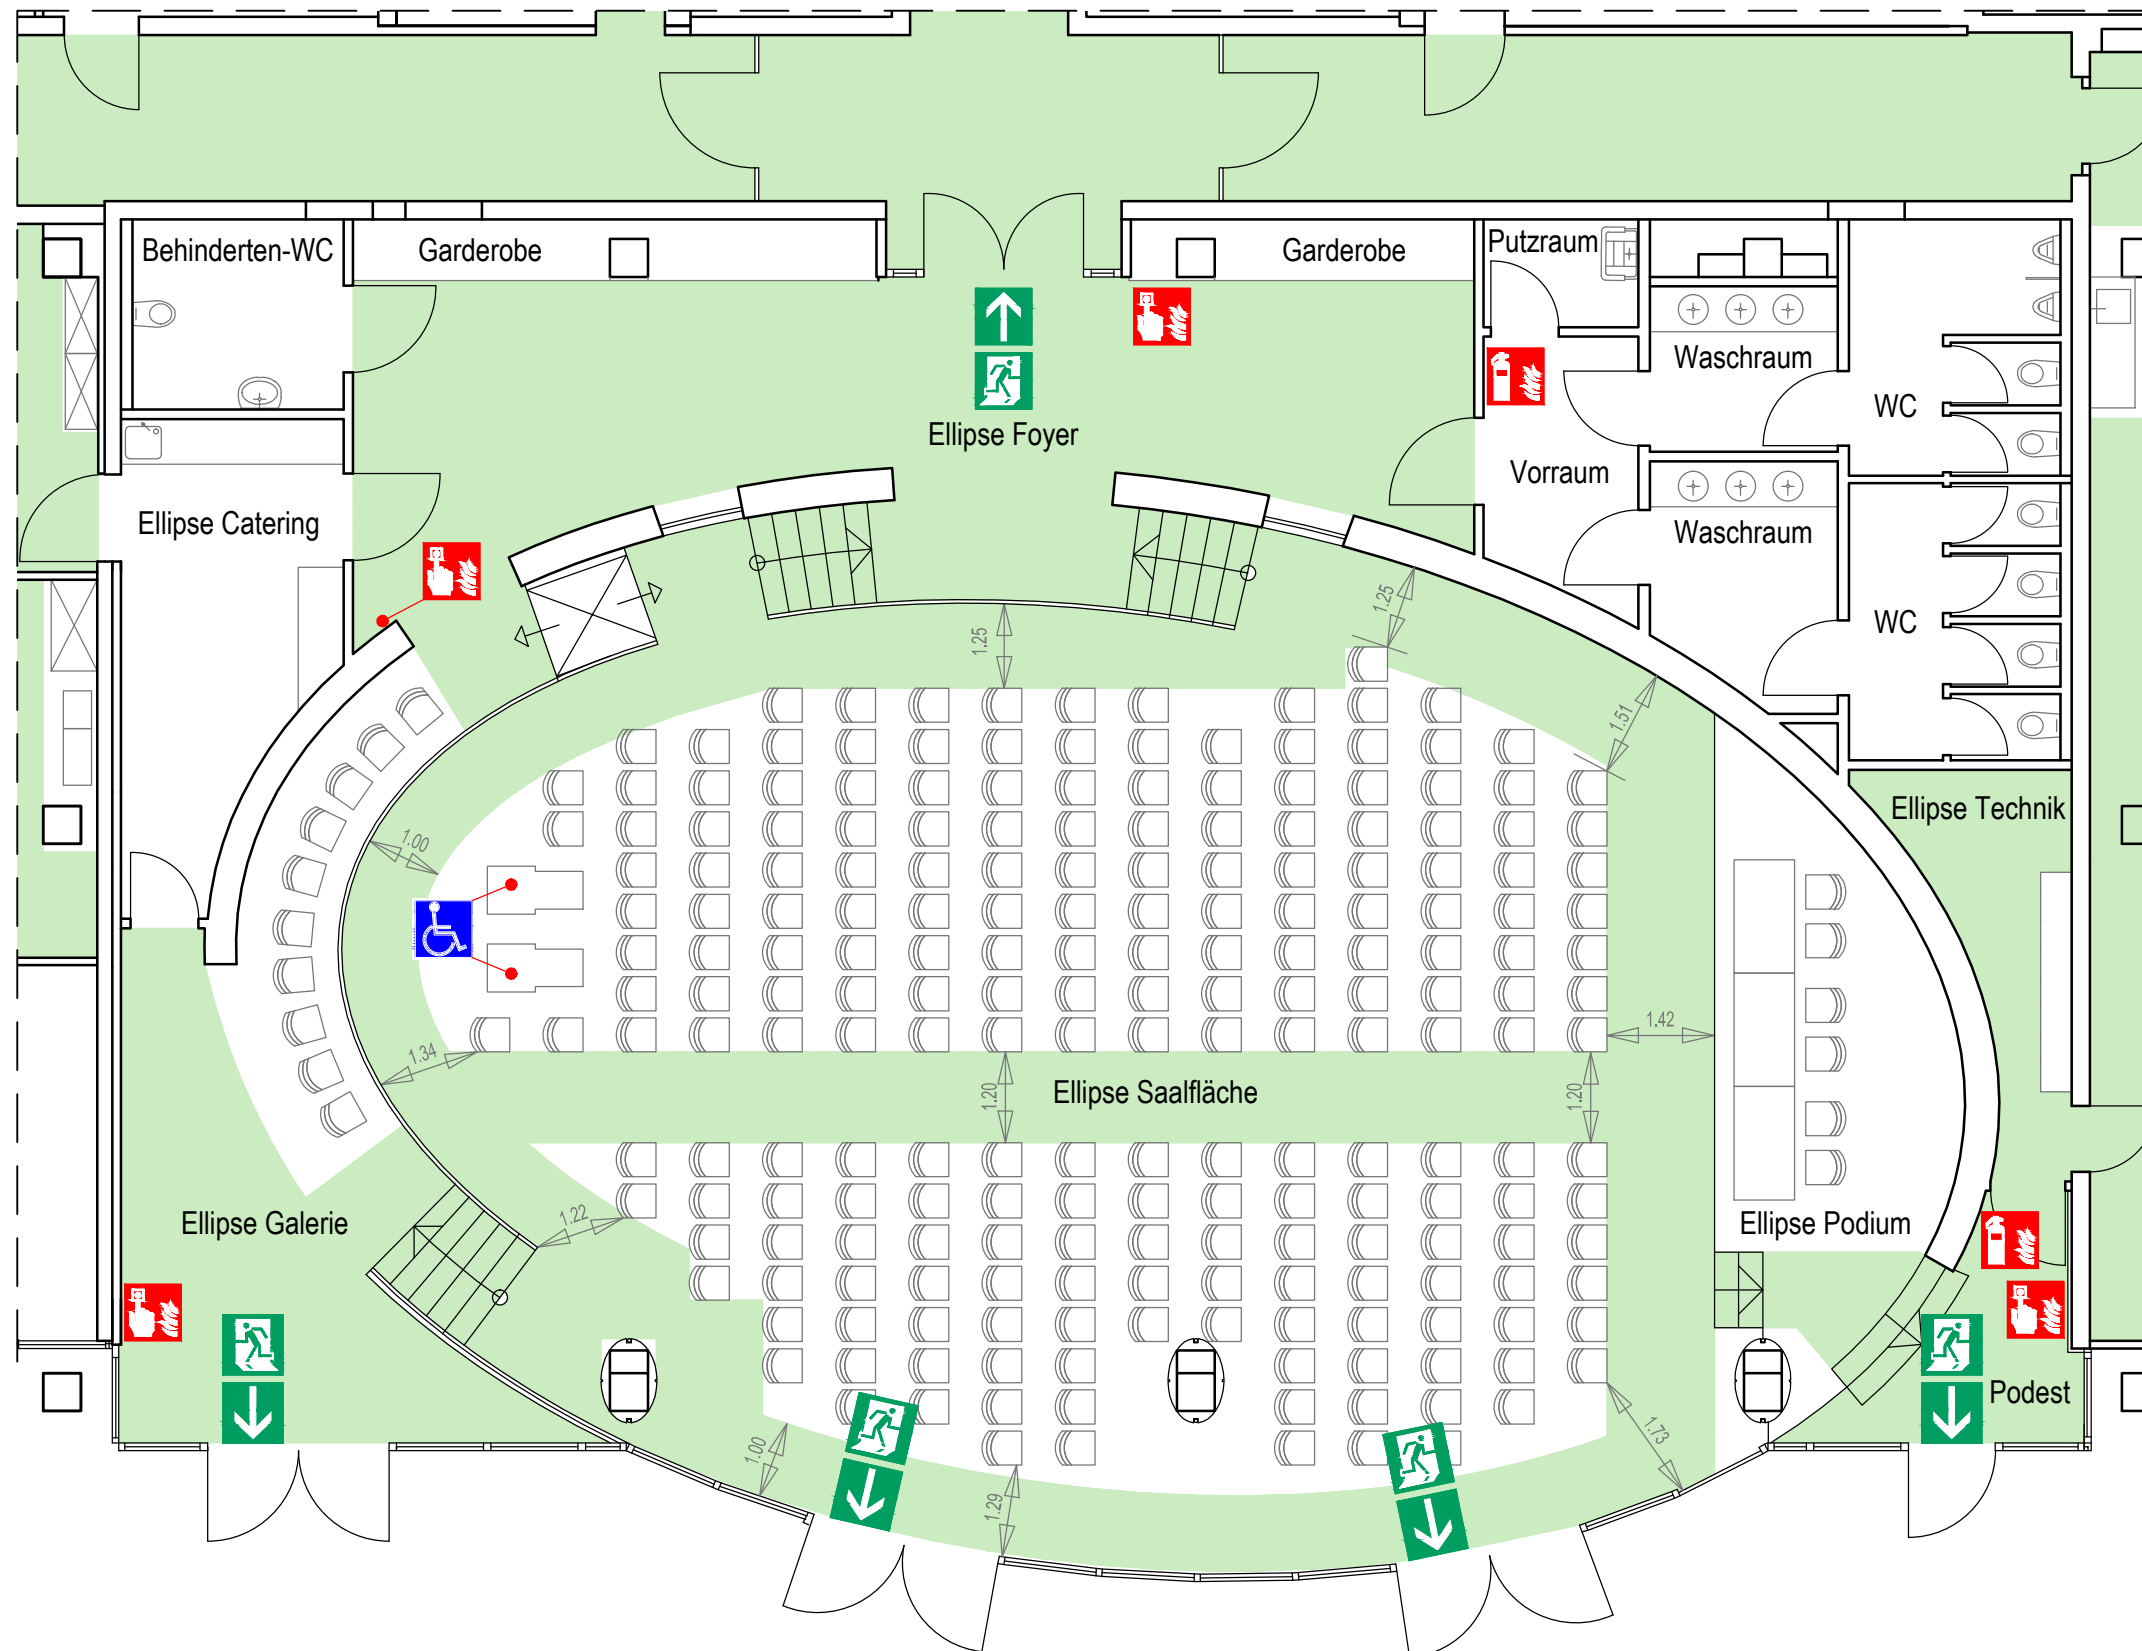 Behinderten-WC
Garderobe
Garderobe
Putzraum
Waschraum
WC
Ellipse Foyer
Vorraum
Ellipse Catering
Waschraum
1.25
1.25
WC
1.51
Ellipse Technik
1.00
1.42
1.34
1.20
Ellipse Saalfläche
1.20
Ellipse Galerie
1.22
Ellipse Podium
Podest
1.00
1.73
1.29